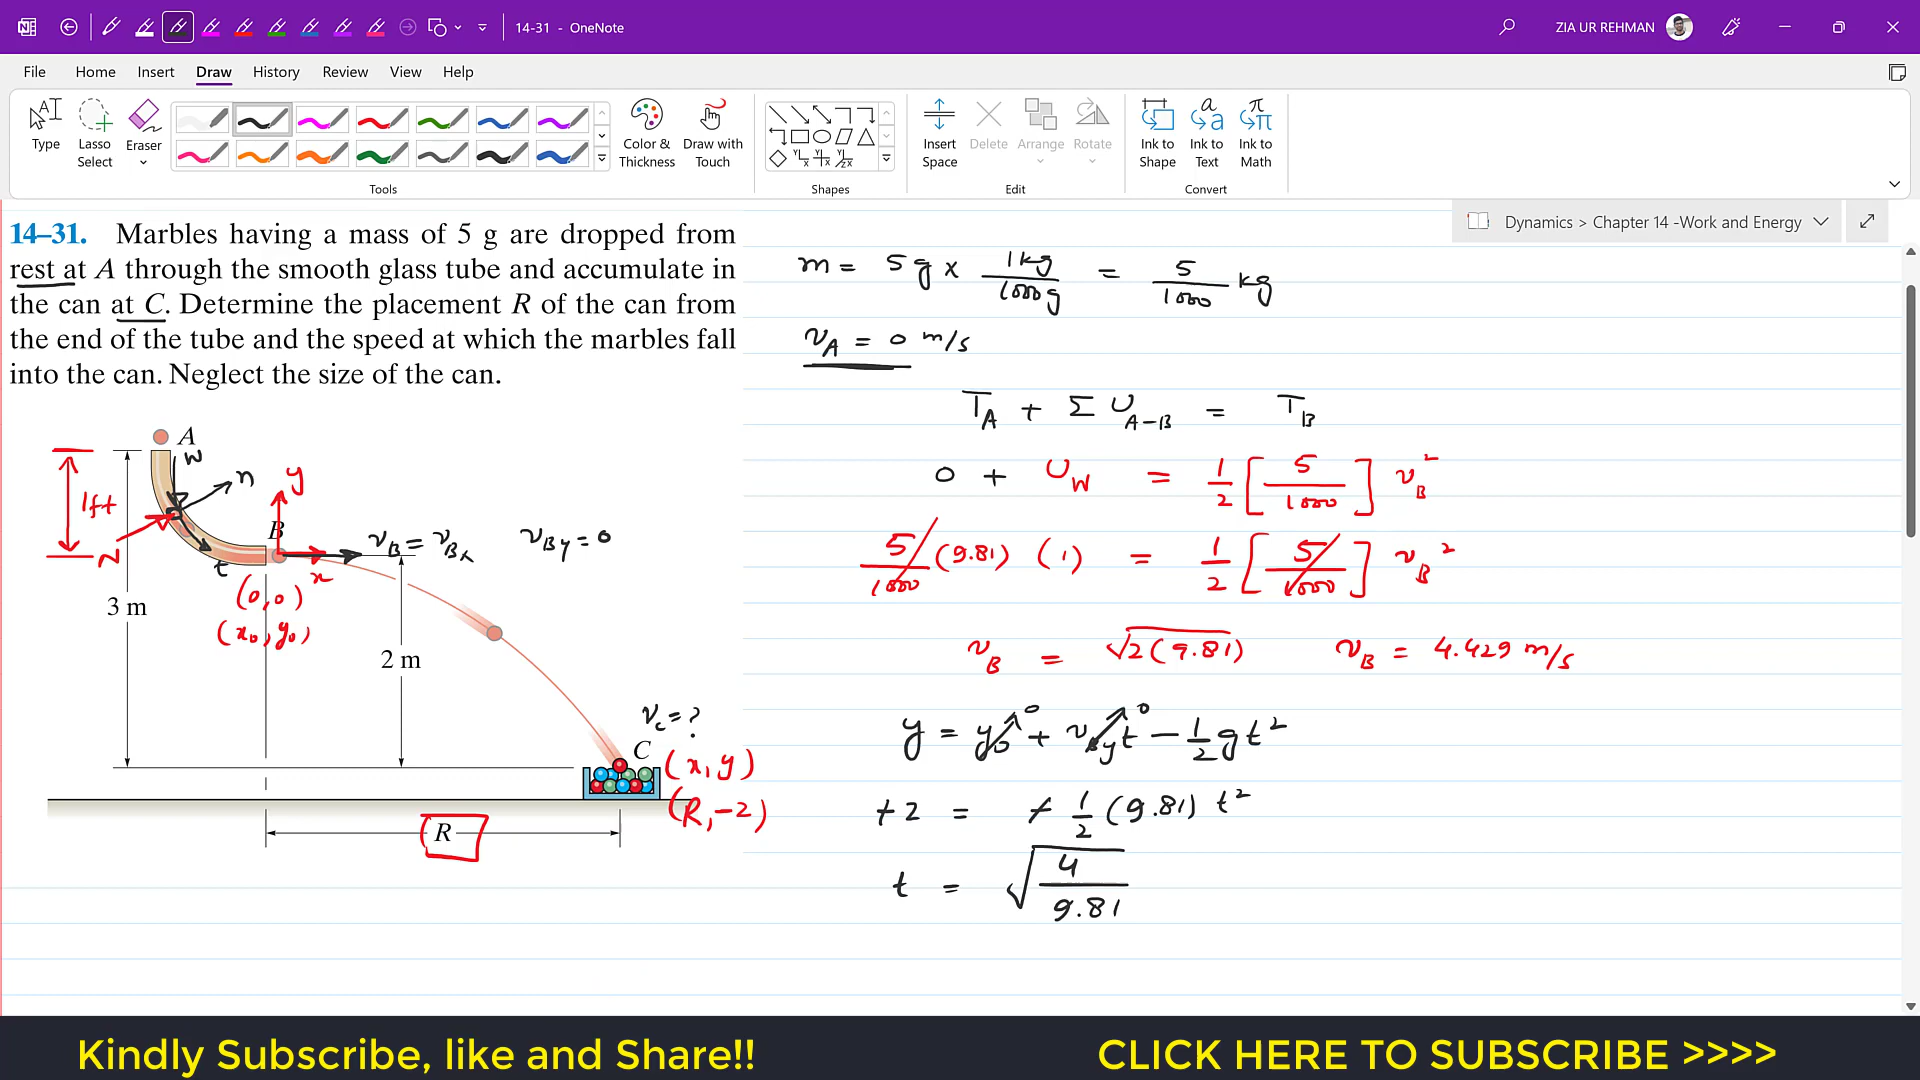 14-31 - OneNote
ZIA UR REHMAN
File Home Insert Draw History Review View Help
Type
Lasso Select
Eraser
Color & Thickness
Draw with Touch
Insert Space
Delete
Arrange
Rotate
Ink to Shape
Ink to Text
Ink to Math
Tools
Shapes
Edit
Convert
Dynamics > Chapter 14 -Work and Energy
14–31. Marbles having a mass of 5 g are dropped from
rest at A through the smooth glass tube and accumulate in
the can at C. Determine the placement R of the can from
the end of the tube and the speed at which the marbles fall
into the can. Neglect the size of the can.
A
W
n
y
1ft
B
N
t
x
v_B = v_Bx v_By = 0
(0,0)
(x₀, y₀)
3 m
2 m
v_c = ?
C
(x, y)
(R, -2)
R
m = 5g × 1kg/1000g = 5/1000 kg
v_A = 0 m/s
T_A + Σ U_A-B = T_B
0 + U_W = 1/2 [5/1000] v_B²
5/1000 (9.81) (1) = 1/2 [5/1000] v_B²
v_B = √2(9.81) v_B = 4.429 m/s
y = y₀ ↗0 + v_By t ↗0 - 1/2 g t²
+2 = +1/2 (9.81) t²
t = √4/9.81
Kindly Subscribe, like and Share!!
CLICK HERE TO SUBSCRIBE >>>>